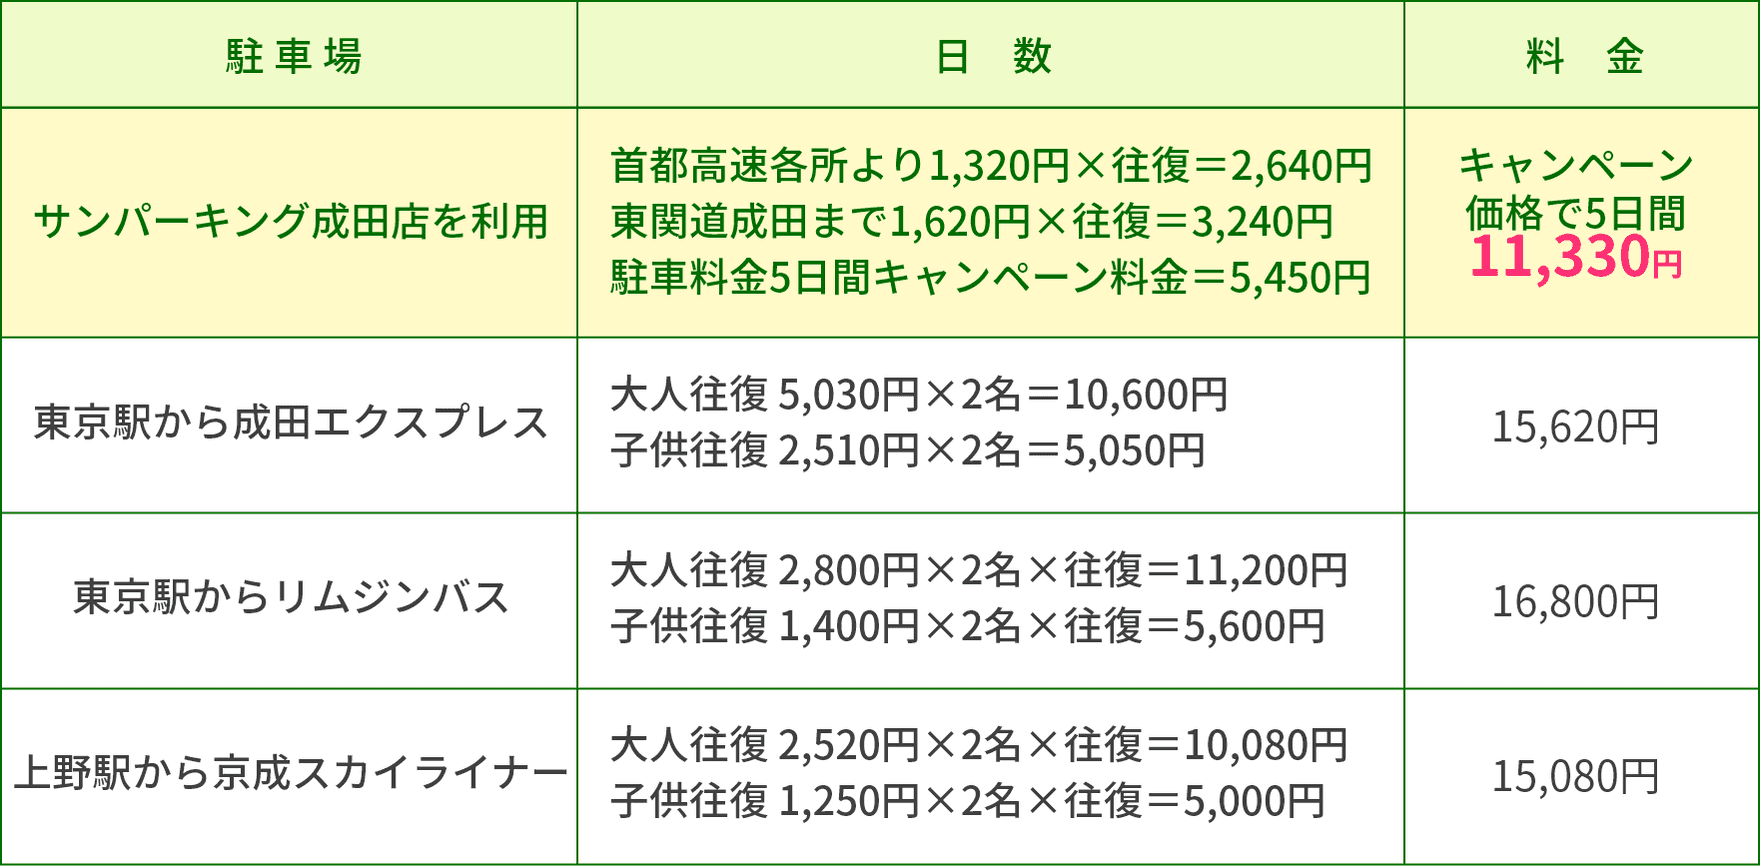 駐車場
日　数
料　金
サンパーキング成田店を利用
首都高速各所より1,320円×往復＝2,640円
東関道成田まで1,620円×往復＝3,240円
駐車料金5日間キャンペーン料金＝5,450円
キャンペーン
価格で5日間
11,330円
東京駅から成田エクスプレス
大人往復 5,030円×2名＝10,600円
子供往復 2,510円×2名＝5,050円
15,620円
東京駅からリムジンバス
大人往復 2,800円×2名×往復＝11,200円
子供往復 1,400円×2名×往復＝5,600円
16,800円
上野駅から京成スカイライナー
大人往復 2,520円×2名×往復＝10,080円
子供往復 1,250円×2名×往復＝5,000円
15,080円